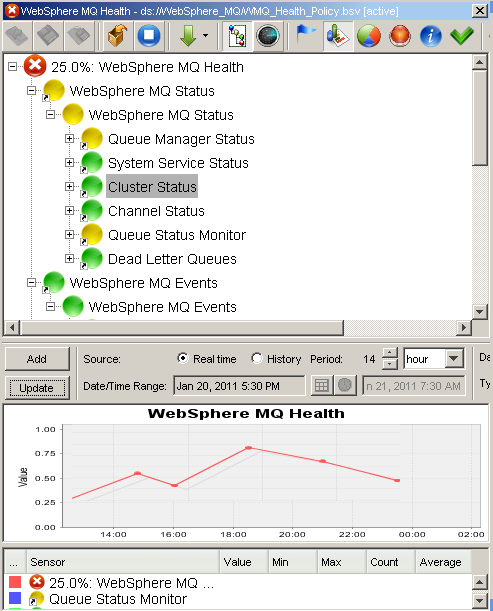 WebSphere MQ Health - ds://WebSphere_MQ/WMQ_Health_Policy.bsv [active]
25.0%: WebSphere MQ Health
WebSphere MQ Status
WebSphere MQ Status
Queue Manager Status
System Service Status
Cluster Status
Channel Status
Queue Status Monitor
Dead Letter Queues
WebSphere MQ Events
WebSphere MQ Events
Add Source: Real time History Period: 14 hour Da
Update Date/Time Range: Jan 20, 2011 5:30 PM n 21, 2011 7:30 AM Ty
WebSphere MQ Health
Value
1.00
0.75
0.50
0.25
0.00
14:00 16:00 18:00 20:00 22:00 00:00 02:00
... Sensor Value Min Max Count Average
25.0%: WebSphere MQ ...
Queue Status Monitor